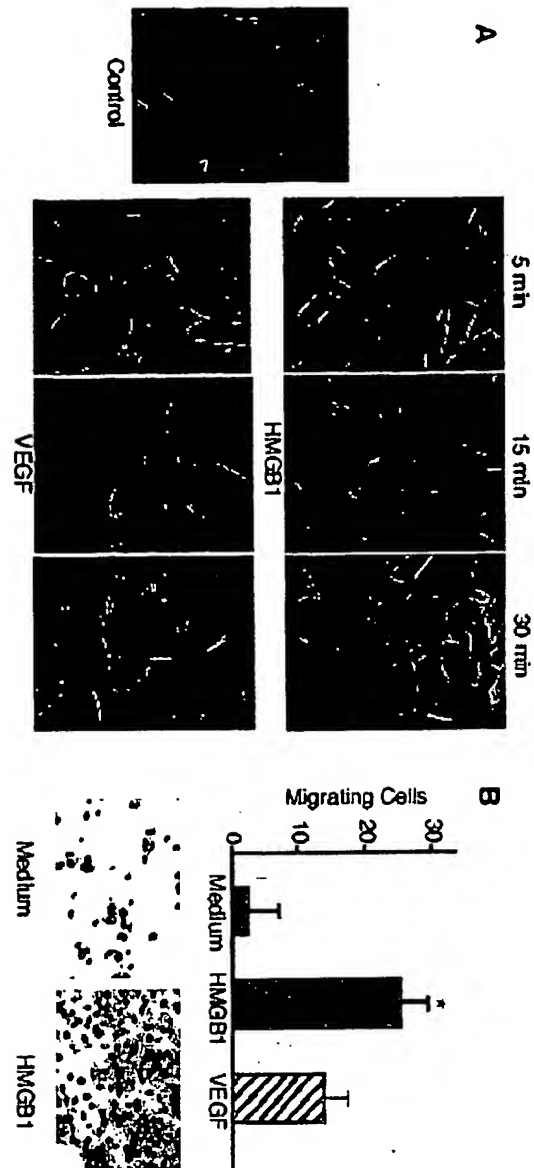 A
5 min
15 min
30 min
HMGB1
Control
VEGF
B
Migrating Cells
30
20
10
0
*
Medium
HMGB1
VEGF
Medium
HMGB1